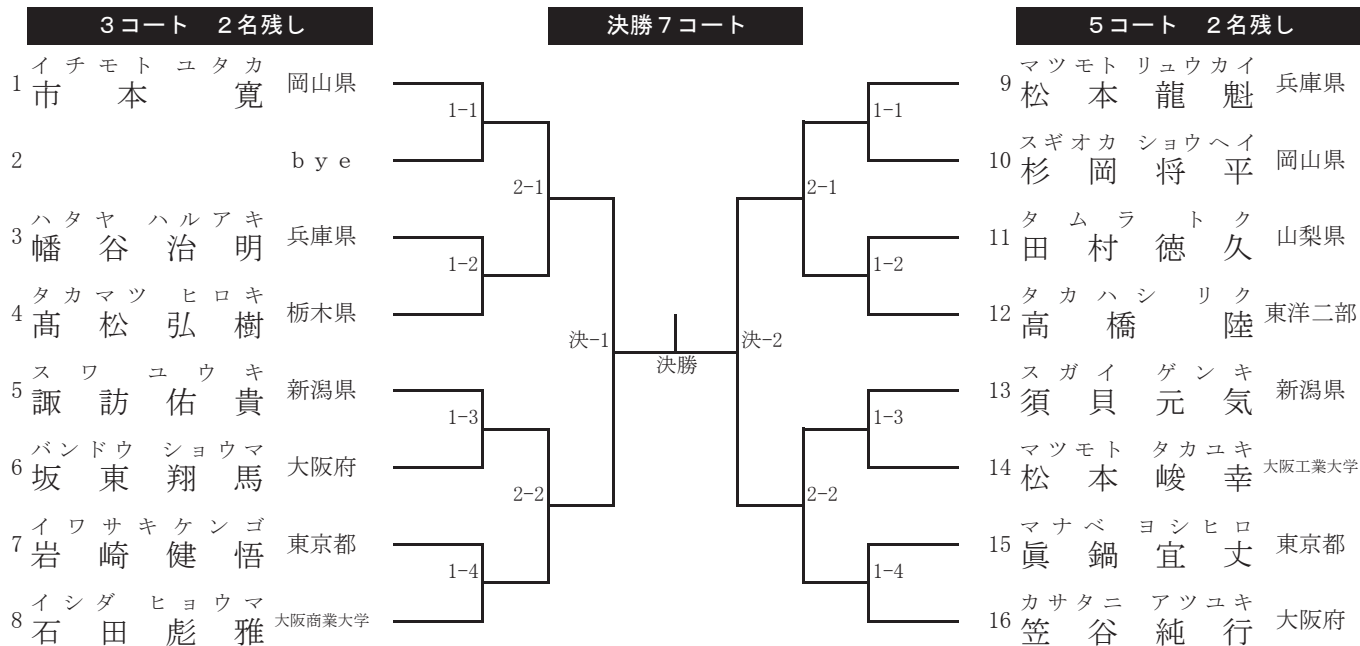 3コート 2名残し
1 イチモト ユタカ
市本 寛 岡山県
2 bye
3 ハタヤ ハルアキ
幡谷治明 兵庫県
4 タカマツ ヒロキ
髙松弘樹 栃木県
5 スワ ユウキ
諏訪佑貴 新潟県
6 バンドウ ショウマ
坂東翔馬 大阪府
7 イワサキケンゴ
岩崎健悟 東京都
8 イシダ ヒョウマ
石田彪雅 大阪商業大学
1-1
1-2
1-3
1-4
2-1
2-2
決-1
決勝7コート
決勝
決-2
2-1
2-2
1-1
1-2
1-3
1-4
5コート 2名残し
9 マツモト リュウカイ
松本龍魁 兵庫県
10 スギオカ ショウヘイ
杉岡将平 岡山県
11 タムラ トク
田村徳久 山梨県
12 タカハシ リク
高橋 陸 東洋二部
13 スガイ ゲンキ
須貝元気 新潟県
14 マツモト タカユキ
松本峻幸 大阪工業大学
15 マナベ ヨシヒロ
眞鍋宜丈 東京都
16 カサタニ アツユキ
笠谷純行 大阪府